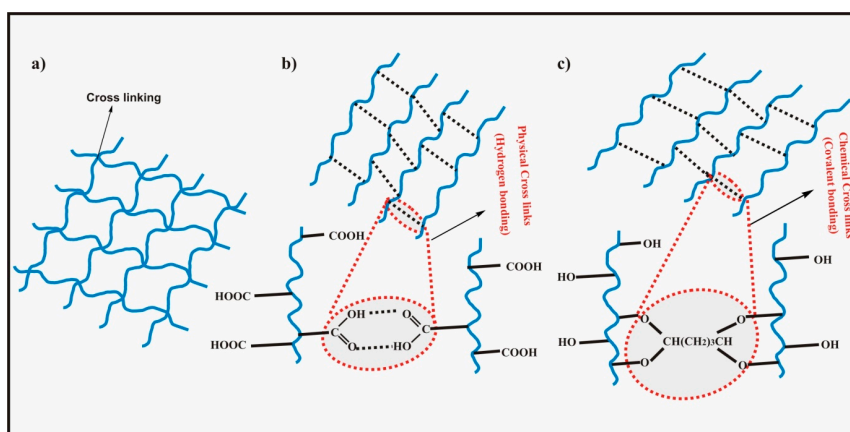 a)
Cross linking
b)
Physical Cross links
(Hydrogen bonding)
COOH
HOOC
HOOC
C
OH
O
O
HO
C
COOH
COOH
c)
Chemical Cross links
(Covalent bonding)
OH
HO
HO
O
O
CH(CH2)3CH
O
O
OH
OH